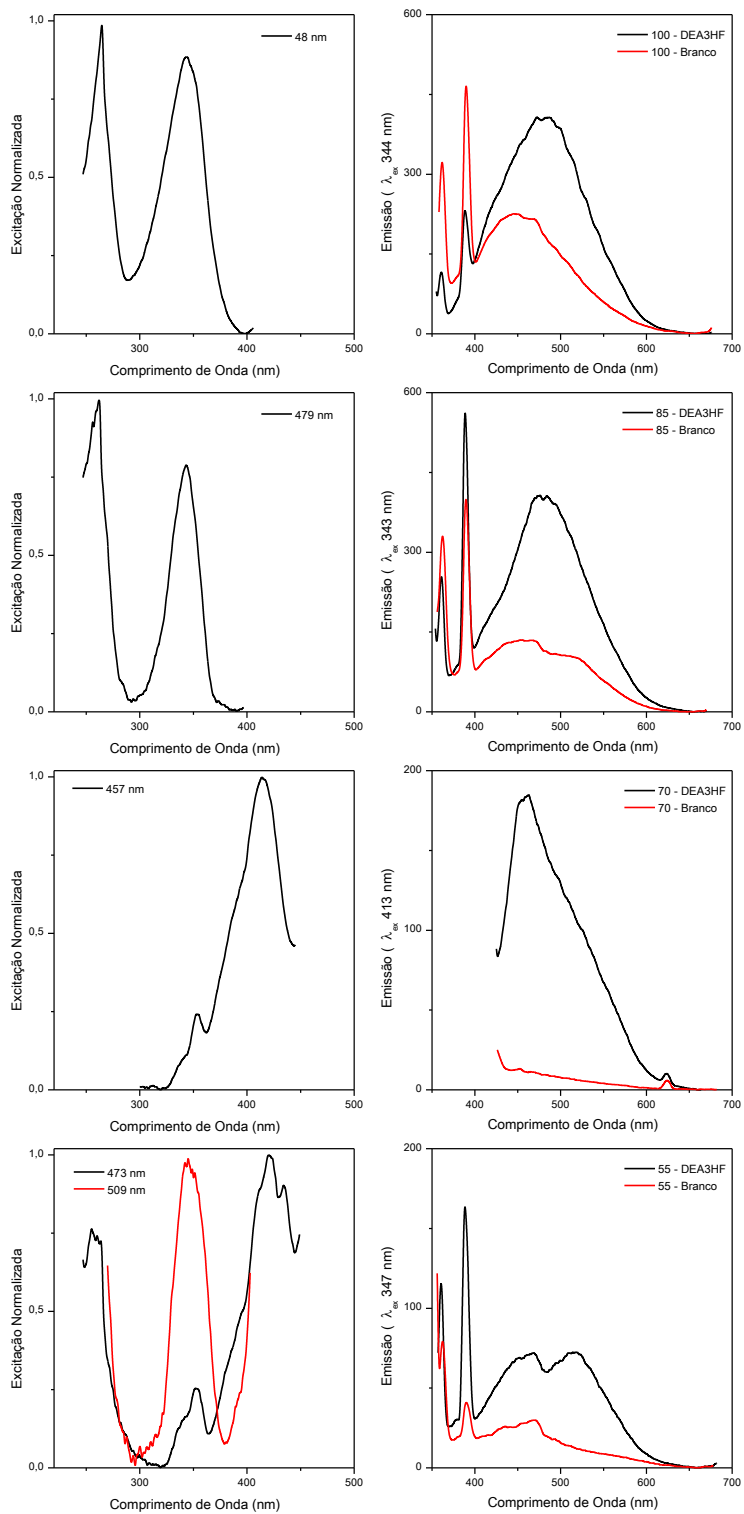 1,0
0,5
0,0
300
400
500
Excitação Normalizada
Comprimento de Onda (nm)
48 nm
600
300
0
400
500
600
700
Emissão ( λex 344 nm)
Comprimento de Onda (nm)
100 - DEA3HF
100 - Branco
1,0
0,5
0,0
300
400
500
Excitação Normalizada
Comprimento de Onda (nm)
479 nm
600
300
0
400
500
600
700
Emissão ( λex 343 nm)
Comprimento de Onda (nm)
85 - DEA3HF
85 - Branco
1,0
0,5
0,0
300
400
500
Excitação Normalizada
Comprimento de Onda (nm)
457 nm
200
100
0
400
500
600
700
Emissão ( λex 413 nm)
Comprimento de Onda (nm)
70 - DEA3HF
70 - Branco
1,0
0,5
0,0
300
400
500
Excitação Normalizada
Comprimento de Onda (nm)
473 nm
509 nm
200
100
0
400
500
600
700
Emissão ( λex 347 nm)
Comprimento de Onda (nm)
55 - DEA3HF
55 - Branco